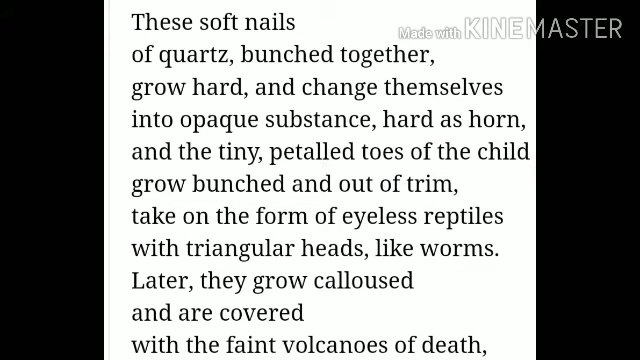 These soft nails
Made with KINEMASTER
of quartz, bunched together,
grow hard, and change themselves
into opaque substance, hard as horn,
and the tiny, petalled toes of the child
grow bunched and out of trim,
take on the form of eyeless reptiles
with triangular heads, like worms.
Later, they grow calloused
and are covered
with the faint volcanoes of death,